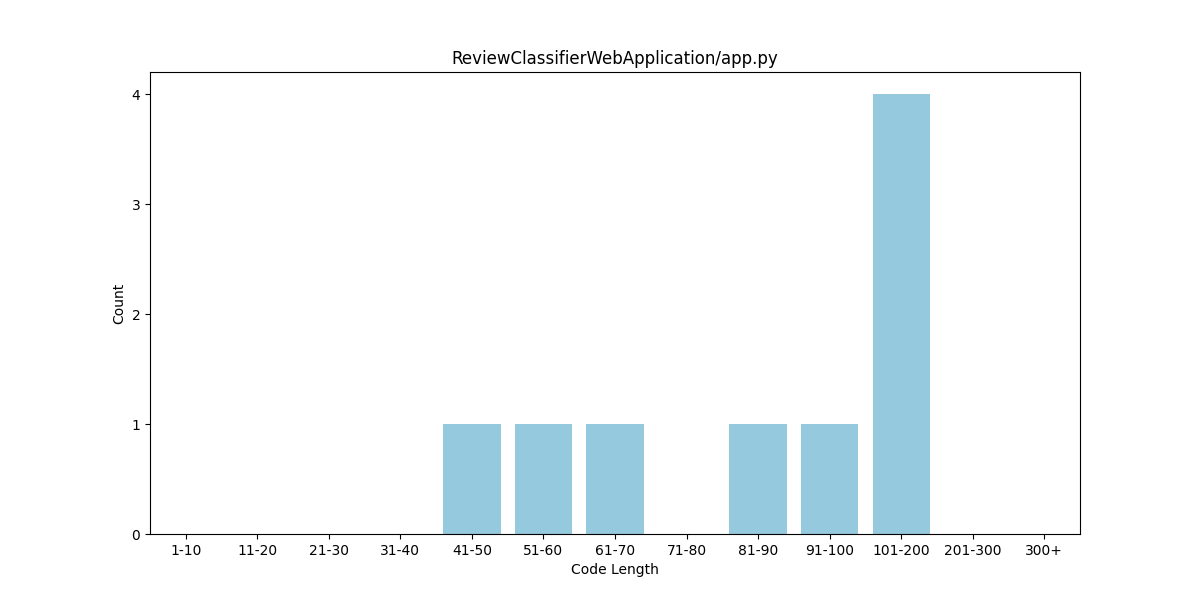 ReviewClassifierWebApplication/app.py
4
3
2
1
0
Count
1-10 11-20 21-30 31-40 41-50 51-60 61-70 71-80 81-90 91-100 101-200 201-300 300+
Code Length